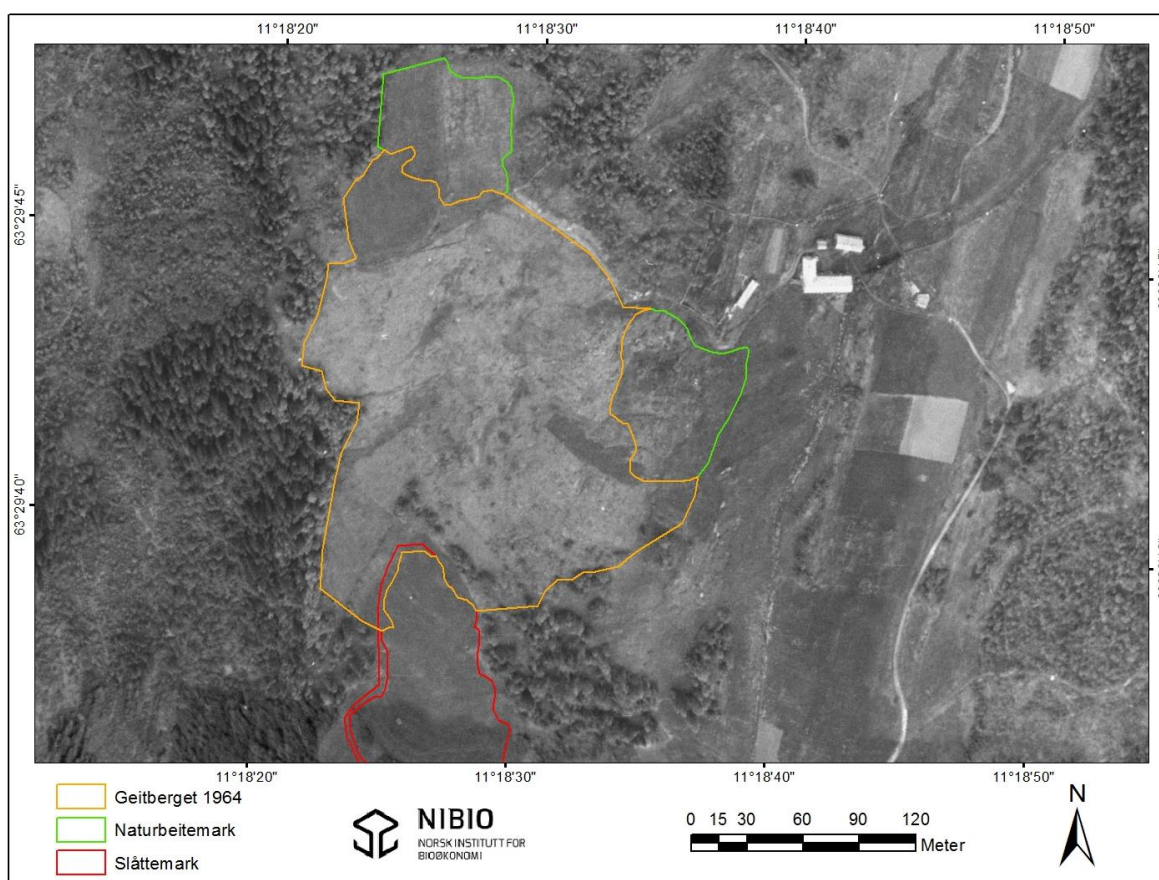 11°18'20" 11°18'30" 11°18'40" 11°18'50"
63°29'45"
63°29'40"
11°18'20" 11°18'30" 11°18'40" 11°18'50"
Geitberget 1964
Naturbeitemark
Slåttemark
NIBIO
NORSK INSTITUTT FOR
BIOØKONOMI
0 15 30 60 90 120
Meter
N